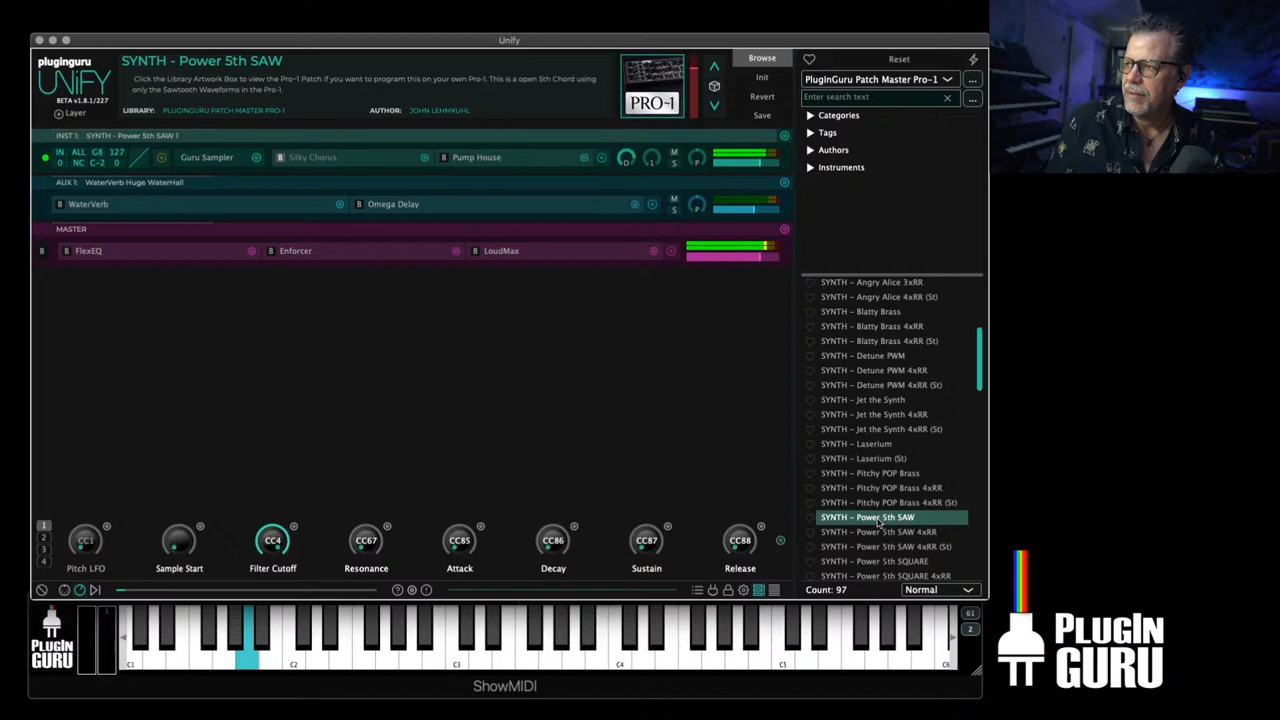 Unify
pluginguru
UNIFY
BETA v1.8.1/227
Layer
SYNTH - Power 5th SAW
Click the Library Artwork Box to view the Pro-1 Patch if you want to program this on your own Pro-1. This is a open 5th Chord using
only the Sawtooth Waveforms in the Pro-1.
LIBRARY: PLUGINGURU PATCH MASTER PRO-1 AUTHOR: JOHN LEHMKUHL
PRO~1
Browse
Init
Revert
Save
Reset
PlugInGuru Patch Master Pro-1
...
Enter search text
...
Categories
Tags
Authors
Instruments
INST 1: SYNTH - Power 5th SAW 1
IN ALL G8 127
0 NC C-2 0
Guru Sampler
B Silky Chorus
B Pump House
D
1
M
S
P
AUX 1: WaterVerb Huge WaterHall
B WaterVerb
B Omega Delay
M
S
P
MASTER
B
B FlexEQ
B Enforcer
B LoudMax
SYNTH - Angry Alice 3xRR
SYNTH - Angry Alice 4xRR (St)
SYNTH - Blatty Brass
SYNTH - Blatty Brass 4xRR
SYNTH - Blatty Brass 4xRR (St)
SYNTH - Detune PWM
SYNTH - Detune PWM 4xRR
SYNTH - Detune PWM 4xRR (St)
SYNTH - Jet the Synth
SYNTH - Jet the Synth 4xRR
SYNTH - Jet the Synth 4xRR (St)
SYNTH - Laserium
SYNTH - Laserium (St)
SYNTH - Pitchy POP Brass
SYNTH - Pitchy POP Brass 4xRR
SYNTH - Pitchy POP Brass 4xRR (St)
SYNTH - Power 5th SAW
SYNTH - Power 5th SAW 4xRR
SYNTH - Power 5th SAW 4xRR (St)
SYNTH - Power 5th SQUARE
SYNTH - Power 5th SQUARE 4xRR
Count: 97
Normal
1
2
3
4
CC1 CC4 CC67 CC85 CC86 CC87 CC88
Pitch LFO Sample Start Filter Cutoff Resonance Attack Decay Sustain Release
PLUGIN
GURU
C1 C2 C3 C4 C5 C6
61
2
ShowMIDI
PLUGIN
GURU